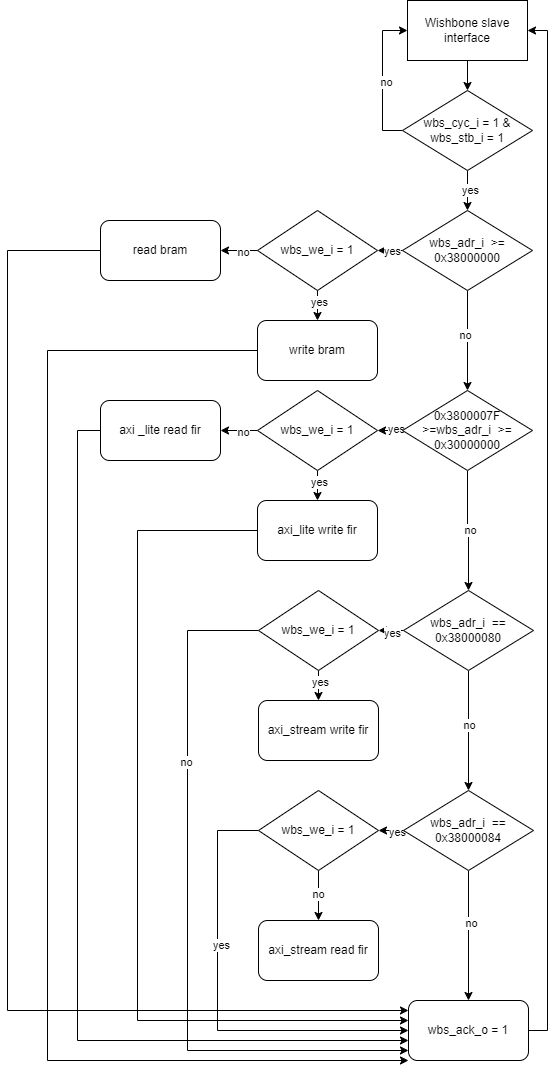 Wishbone slave
interface
no
wbs_cyc_i = 1 &
wbs_stb_i = 1
yes
read bram
no
wbs_we_i = 1
yes
wbs_adr_i >=
0x38000000
yes
write bram
no
axi _lite read fir
no
wbs_we_i = 1
yes
0x3800007F
>=wbs_adr_i >=
0x30000000
yes
axi_lite write fir
no
wbs_we_i = 1
yes
wbs_adr_i ==
0x38000080
yes
axi_stream write fir
no
no
wbs_we_i = 1
yes
wbs_adr_i ==
0x38000084
no
no
yes
axi_stream read fir
wbs_ack_o = 1